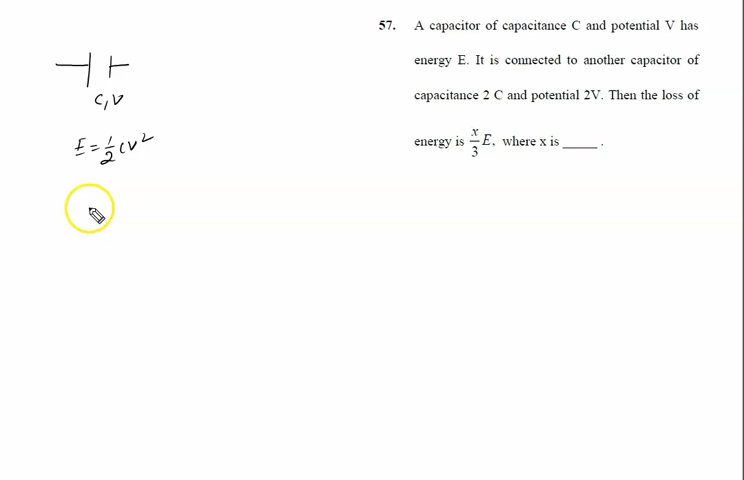 57. A capacitor of capacitance C and potential V has
energy E. It is connected to another capacitor of
capacitance 2 C and potential 2V. Then the loss of
energy is x/3 E, where x is _____ .
C, V
E = 1/2 CV²